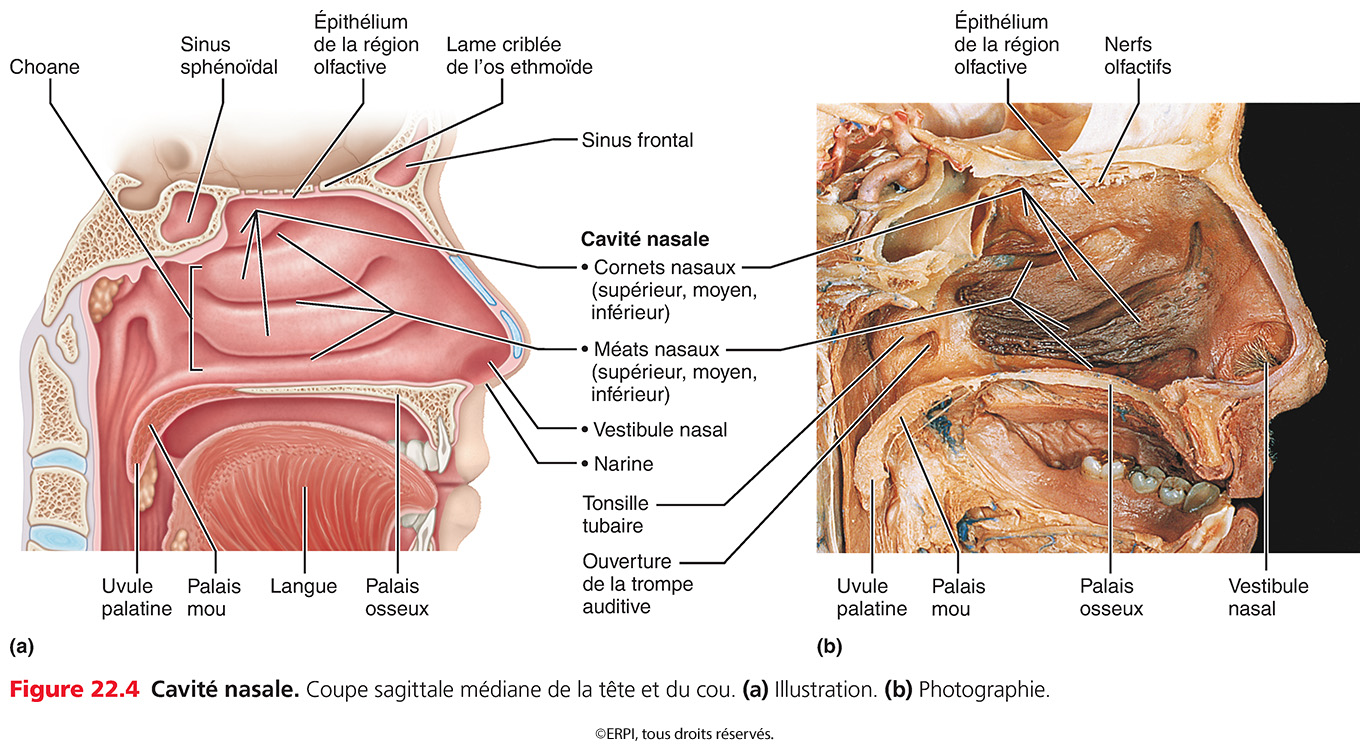 Choane
Sinus
sphénoïdal
Épithélium
de la région
olfactive
Lame criblée
de l'os ethmoïde
Sinus frontal
Cavité nasale
• Cornets nasaux
(supérieur, moyen,
inférieur)
• Méats nasaux
(supérieur, moyen,
inférieur)
• Vestibule nasal
• Narine
Tonsille
tubaire
Ouverture
de la trompe
auditive
Uvule
palatine
Palais
mou
Langue
Palais
osseux
(a)
Épithélium
de la région
olfactive
Nerfs
olfactifs
Uvule
palatine
Palais
mou
Palais
osseux
Vestibule
nasal
(b)
Figure 22.4 Cavité nasale. Coupe sagittale médiane de la tête et du cou. (a) Illustration. (b) Photographie.
©ERPI, tous droits réservés.